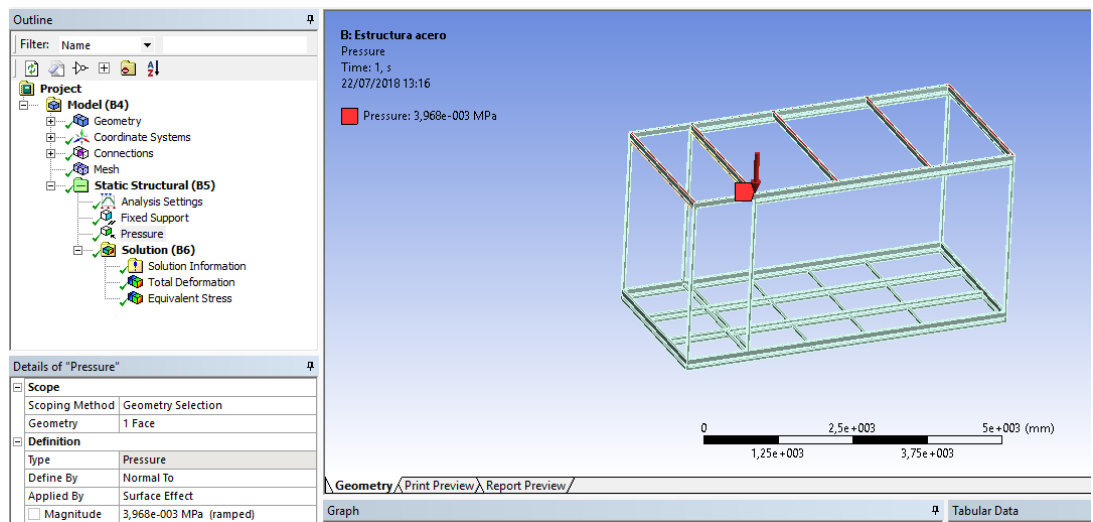 Outline
Filter: Name
Project
Model (B4)
Geometry
Coordinate Systems
Connections
Mesh
Static Structural (B5)
Analysis Settings
Fixed Support
Pressure
Solution (B6)
Solution Information
Total Deformation
Equivalent Stress
Details of "Pressure"
Scope
Scoping Method Geometry Selection
Geometry 1 Face
Definition
Type Pressure
Define By Normal To
Applied By Surface Effect
Magnitude 3,968e-003 MPa (ramped)
B: Estructura acero
Pressure
Time: 1, s
22/07/2018 13:16
Pressure: 3,968e-003 MPa
0 2,5e+003 5e+003 (mm)
1,25e+003 3,75e+003
Geometry Print Preview Report Preview
Graph
Tabular Data